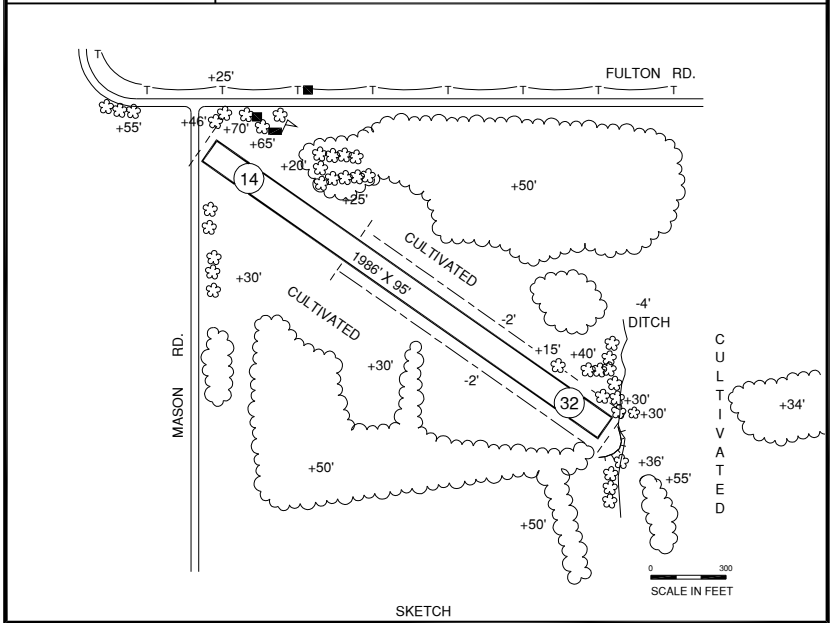 T
+25'
FULTON RD.
T
T
T
T
T
T
T
T
+55'
+46'
+70'
+65'
14
+20'
+25'
+50'
CULTIVATED
1986' X 95'
+30'
CULTIVATED
-4'
DITCH
-2'
MASON RD.
+30'
-2'
+15'
+40'
32
+30'
+30'
CULTIVATED
+34'
+50'
+36'
+55'
+50'
0 300
SCALE IN FEET
SKETCH